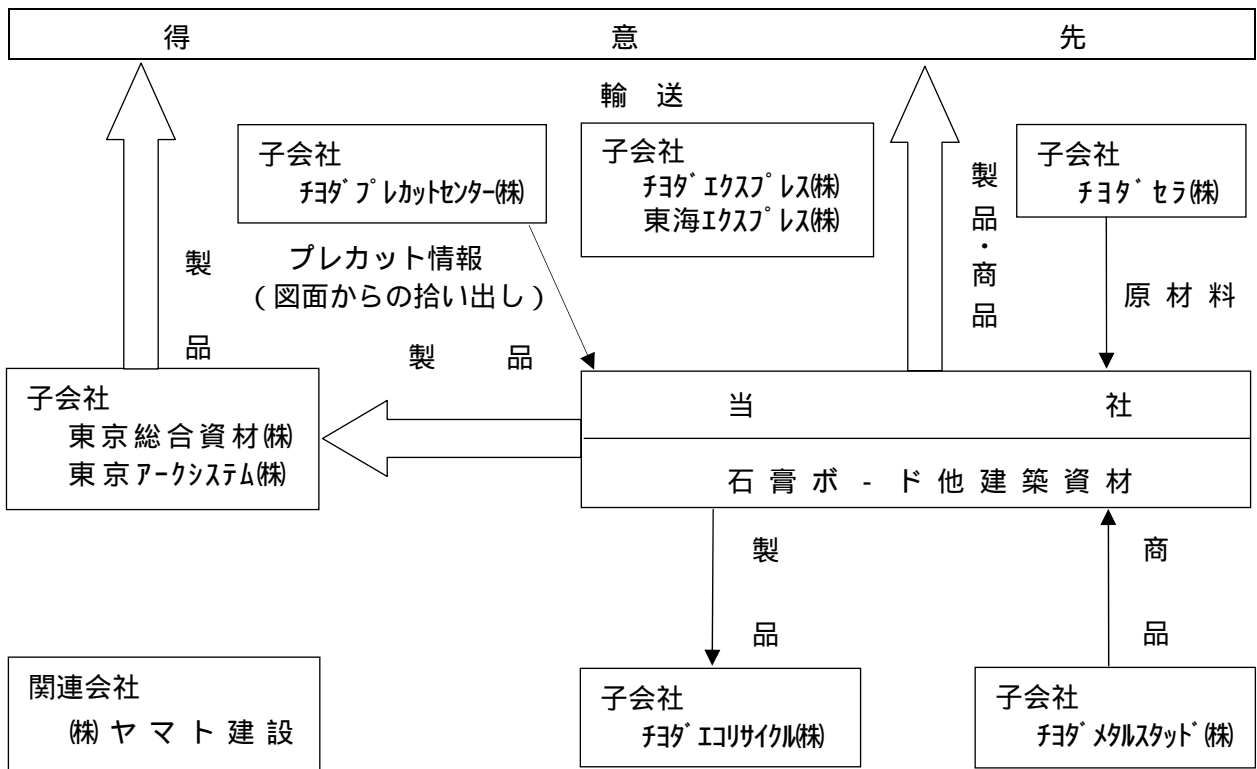 得意先
輸送
子会社
チヨダプレカットセンター㈱
子会社
チヨダエクスプレス㈱
東海エクスプレス㈱
子会社
チヨダセラ㈱
製品
プレカット情報
(図面からの拾い出し)
製品・商品
原材料
製品
子会社
東京総合資材㈱
東京アークシステム㈱
当社
石膏ボ-ド他建築資材
製品
商品
関連会社
㈱ヤマト建設
子会社
チヨダエコリサイクル㈱
子会社
チヨダメタルスタッド㈱